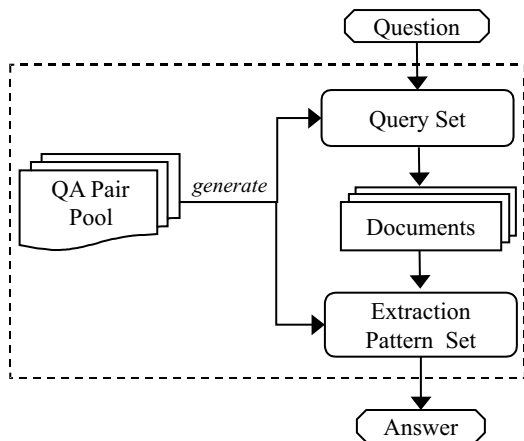 Question
Query Set
generate
QA Pair
Pool
Documents
Extraction
Pattern Set
Answer